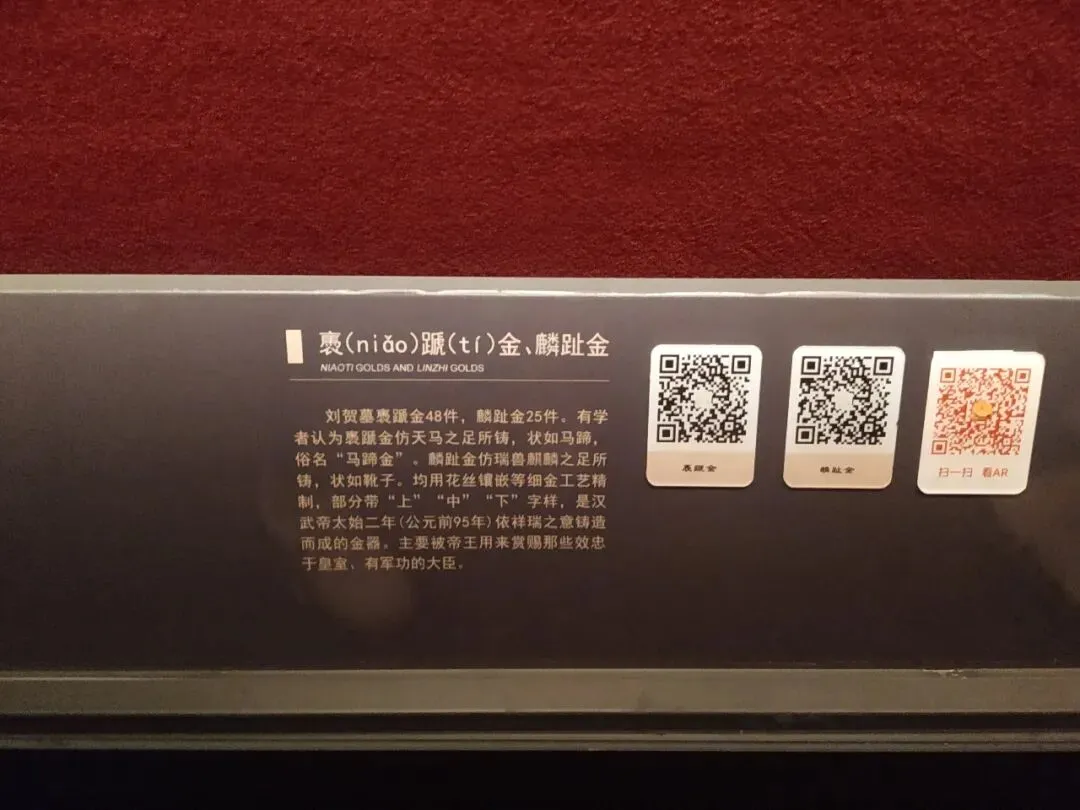 褭(niǎo)蹏(tí)金、麟趾金
NIAOTI GOLDS AND LINZHI GOLDS
刘贺墓褭蹏金48件，麟趾金25件。有学
者认为褭蹏金仿天马之足所铸，状如马蹄，
俗名“马蹄金”。麟趾金仿瑞兽麒麟之足所
铸，状如靴子。均用花丝镶嵌等细金工艺精
制，部分带“上”“中”“下”字样，是汉
武帝太始二年(公元前95年)依祥瑞之意铸造
而成的金器。主要被帝王用来赏赐那些效忠
于皇室、有军功的大臣。
褭蹏金
麟趾金
扫一扫 看AR